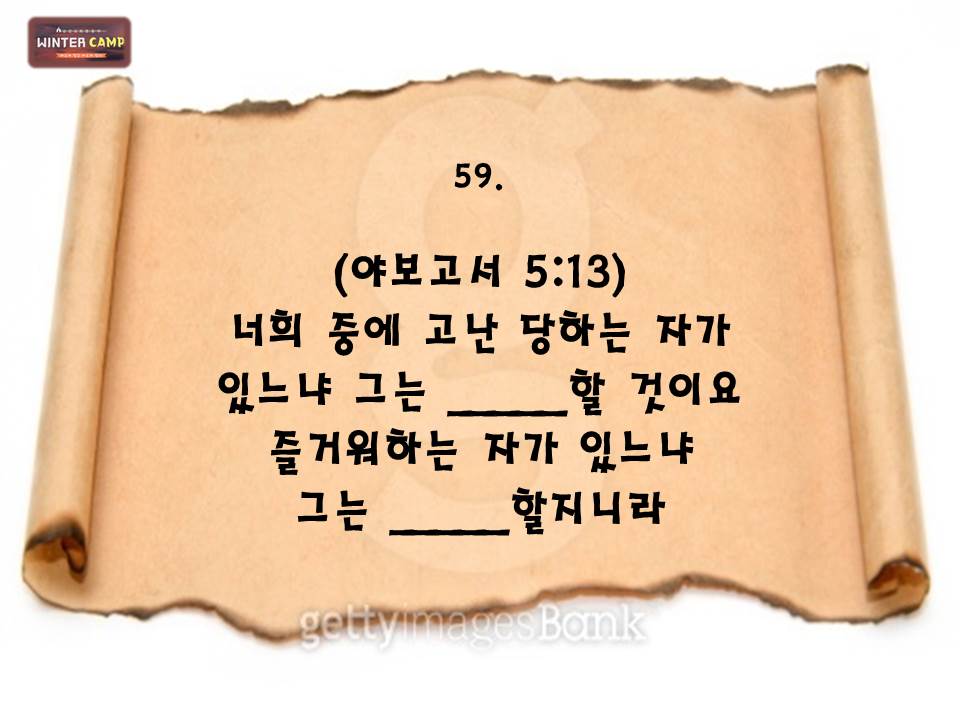 WINTER CAMP
59.
(야보고서 5:13)
너희 중에 고난 당하는 자가
있느냐 그는 ______할 것이요
즐거워하는 자가 있느냐
그는 ______할지니라
gettyimagesBank